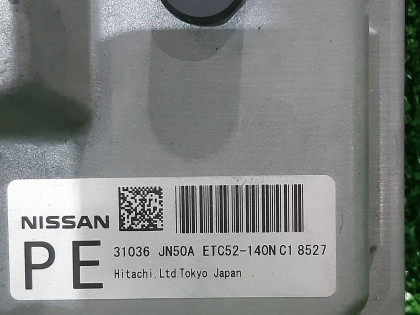 NISSAN
PE
31036 JN50A ETC52-140N C1 8527
Hitachi,Ltd.Tokyo Japan